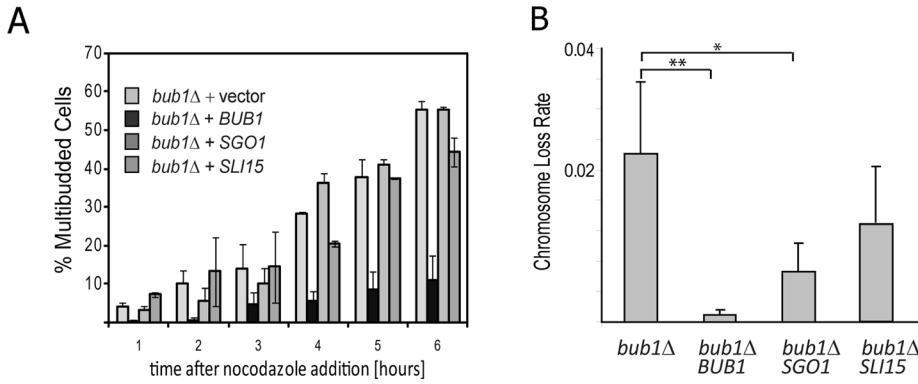 A
% Multibudded Cells
70
60
50
40
30
20
10
bub1Δ + vector
bub1Δ + BUB1
bub1Δ + SGO1
bub1Δ + SLI15
1 2 3 4 5 6
time after nocodazole addition [hours]
B
Chromosome Loss Rate
0.04
0.02
*
**
bub1Δ bub1Δ bub1Δ bub1Δ
BUB1 SGO1 SLI15